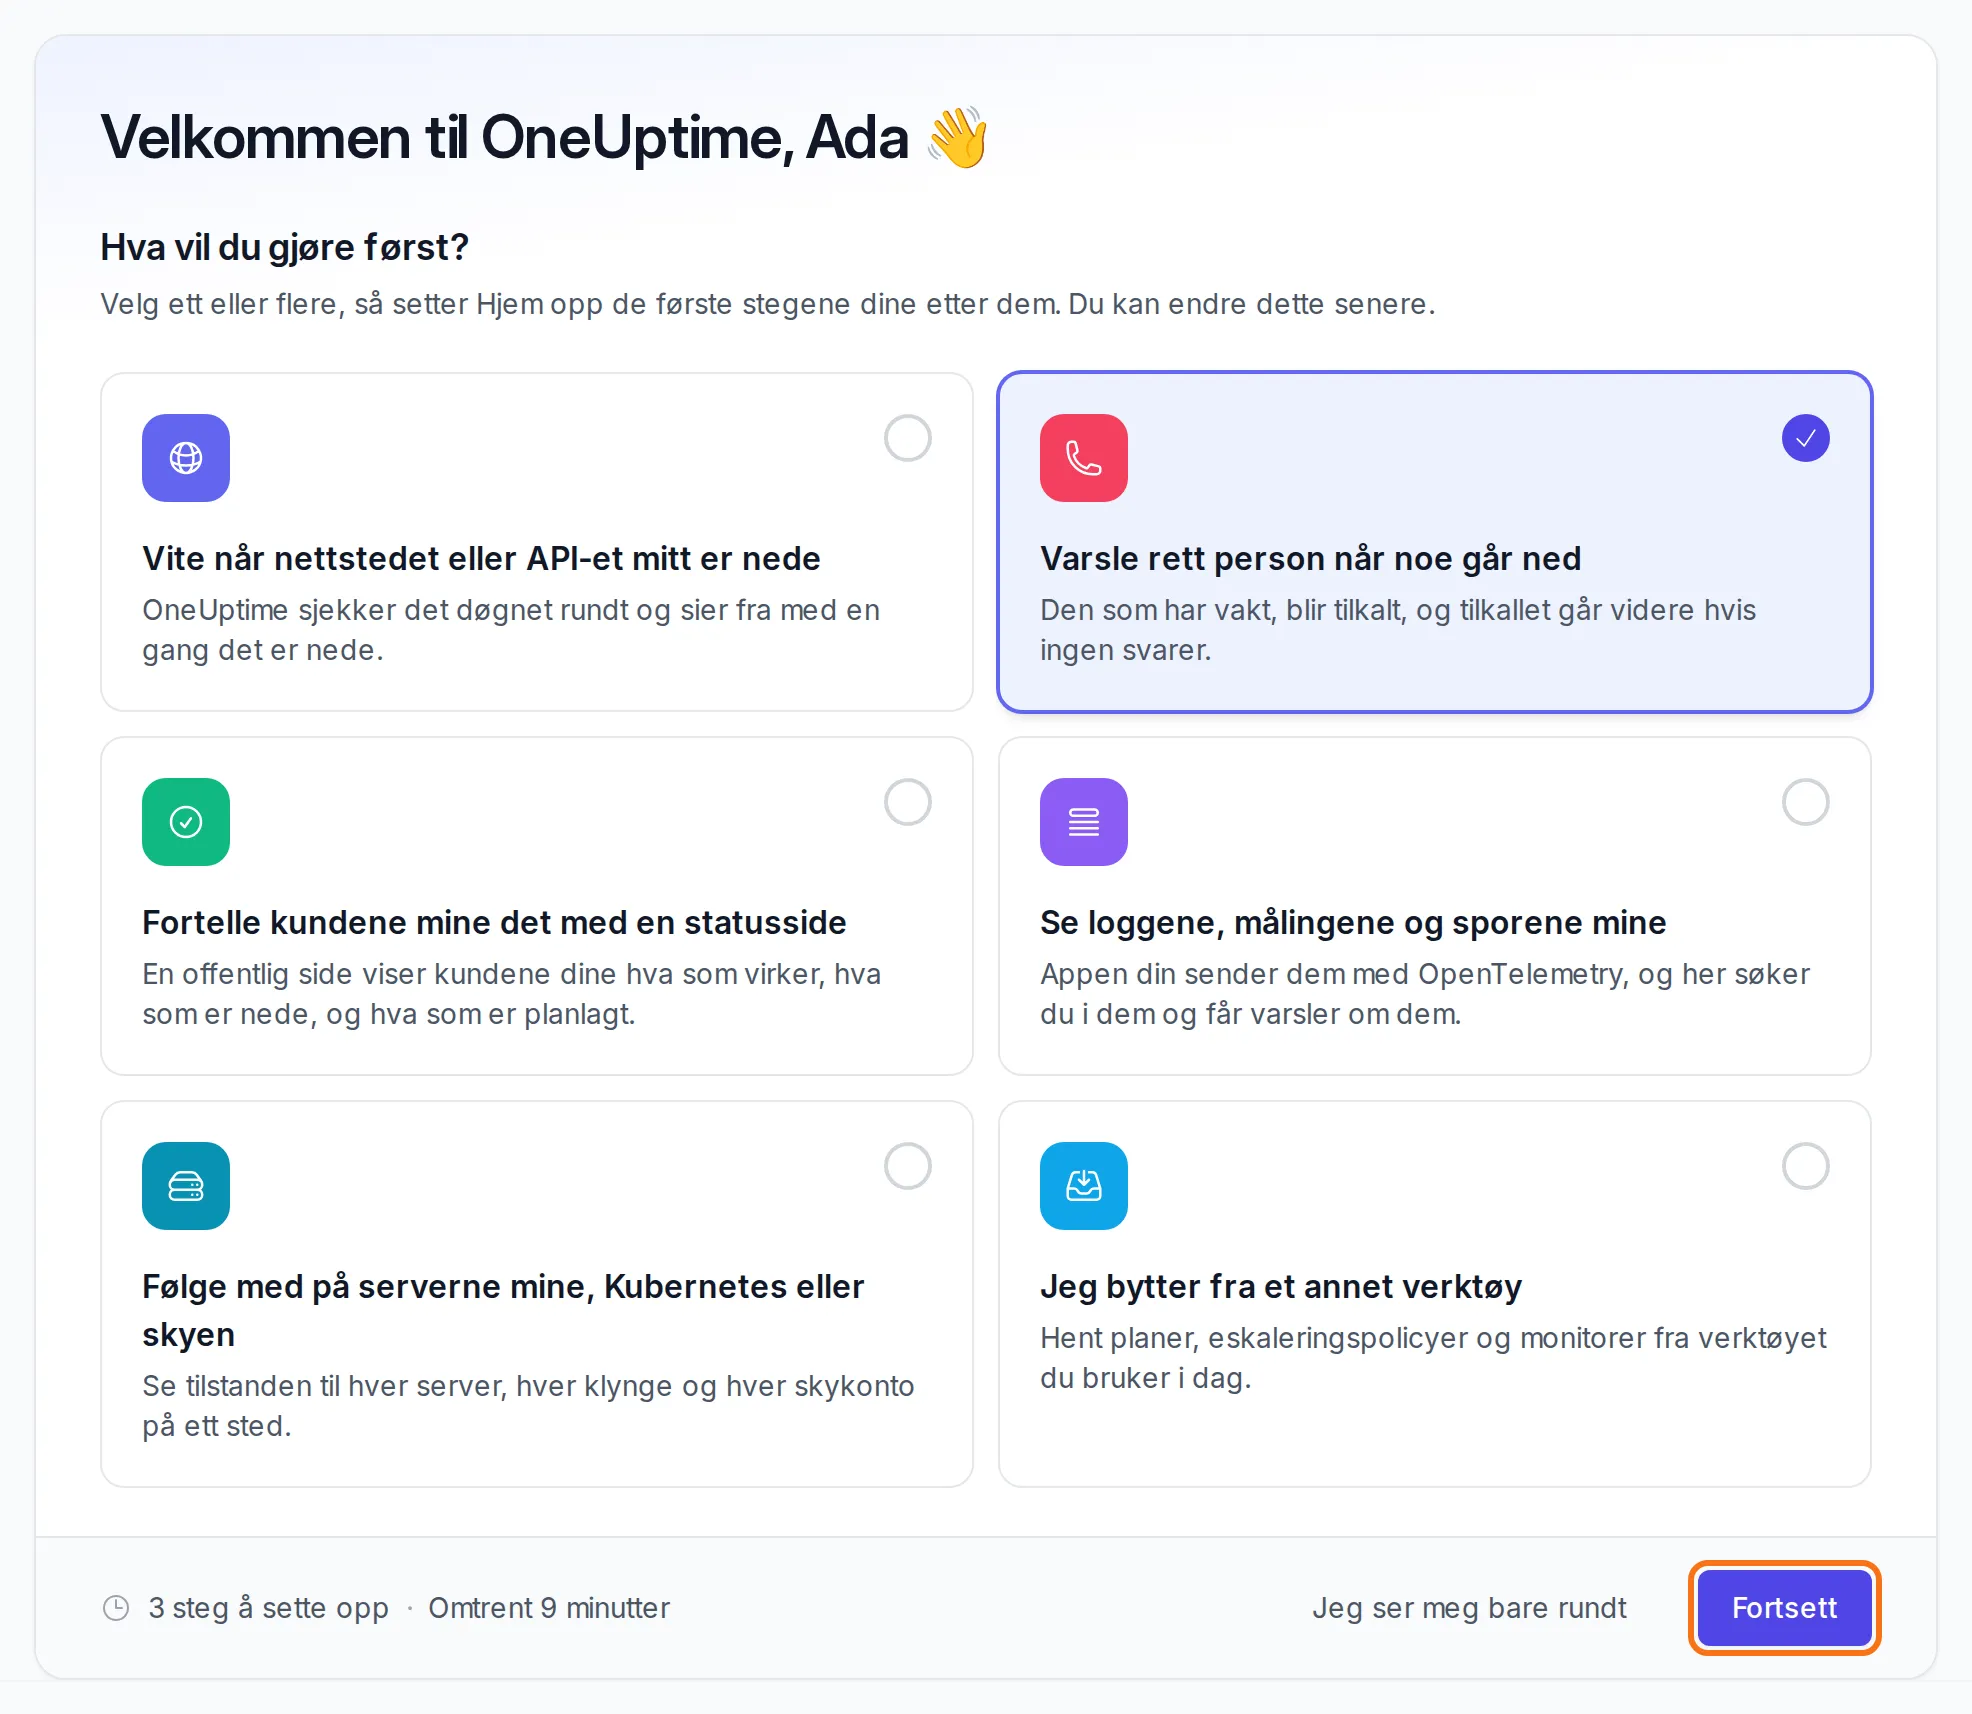 Velkommen til OneUptime, Ada 👋
Hva vil du gjøre først?
Velg ett eller flere, så setter Hjem opp de første stegene dine etter dem. Du kan endre dette senere.
Vite når nettstedet eller API-et mitt er nede
OneUptime sjekker det døgnet rundt og sier fra med en
gang det er nede.
Varsle rett person når noe går ned
Den som har vakt, blir tilkalt, og tilkallet går videre hvis
ingen svarer.
Fortelle kundene mine det med en statusside
En offentlig side viser kundene dine hva som virker, hva
som er nede, og hva som er planlagt.
Se loggene, målingene og sporene mine
Appen din sender dem med OpenTelemetry, og her søker
du i dem og får varsler om dem.
Følge med på serverne mine, Kubernetes eller
skyen
Se tilstanden til hver server, hver klynge og hver skykonto
på ett sted.
Jeg bytter fra et annet verktøy
Hent planer, eskaleringspolicyer og monitorer fra verktøyet
du bruker i dag.
3 steg å sette opp · Omtrent 9 minutter
Jeg ser meg bare rundt
Fortsett